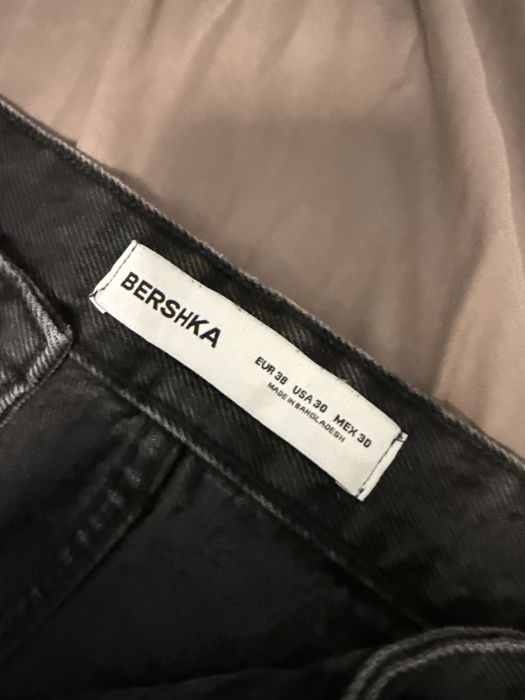 BERSHKA
EUR 38 USA 30 MEX 30
MADE IN BANGLADESH